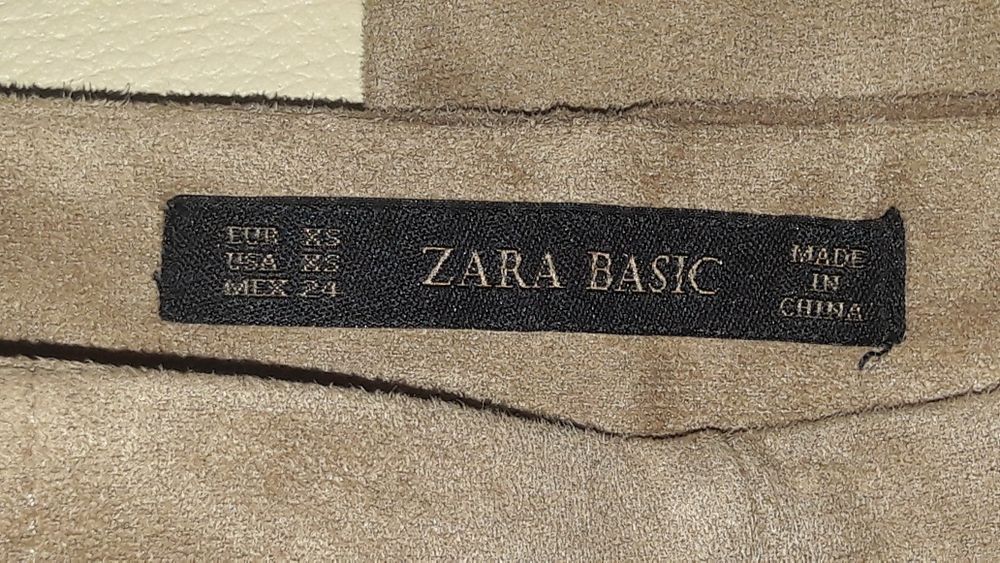 EUR XS
USA XS
MEX 24
ZARA BASIC
MADE
IN
CHINA